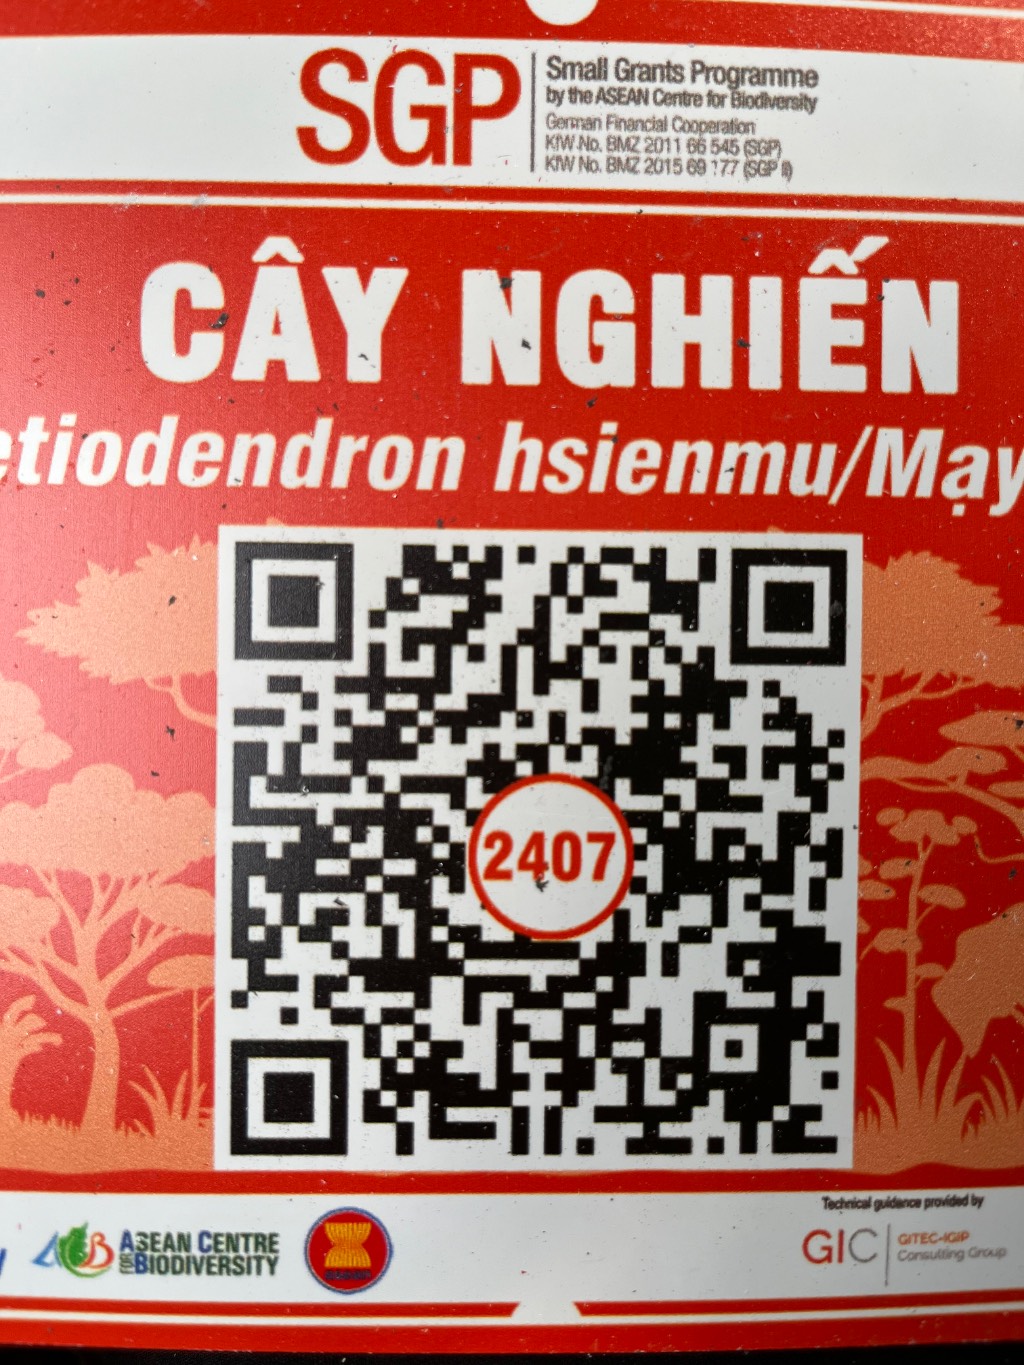 SGP
Small Grants Programme
by the ASEAN Centre for Biodiversity
German Financial Cooperation
KfW No. BMZ 2011 66 545 (SGP)
KfW No. BMZ 2015 69 177 (SGP II)
CÂY NGHIẾN
etiodendron hsienmu/Mạy
2407
ACB
ASEAN CENTRE
FOR BIODIVERSITY
Technical guidance provided by
GIC
GITEC-IGIP
Consulting Group